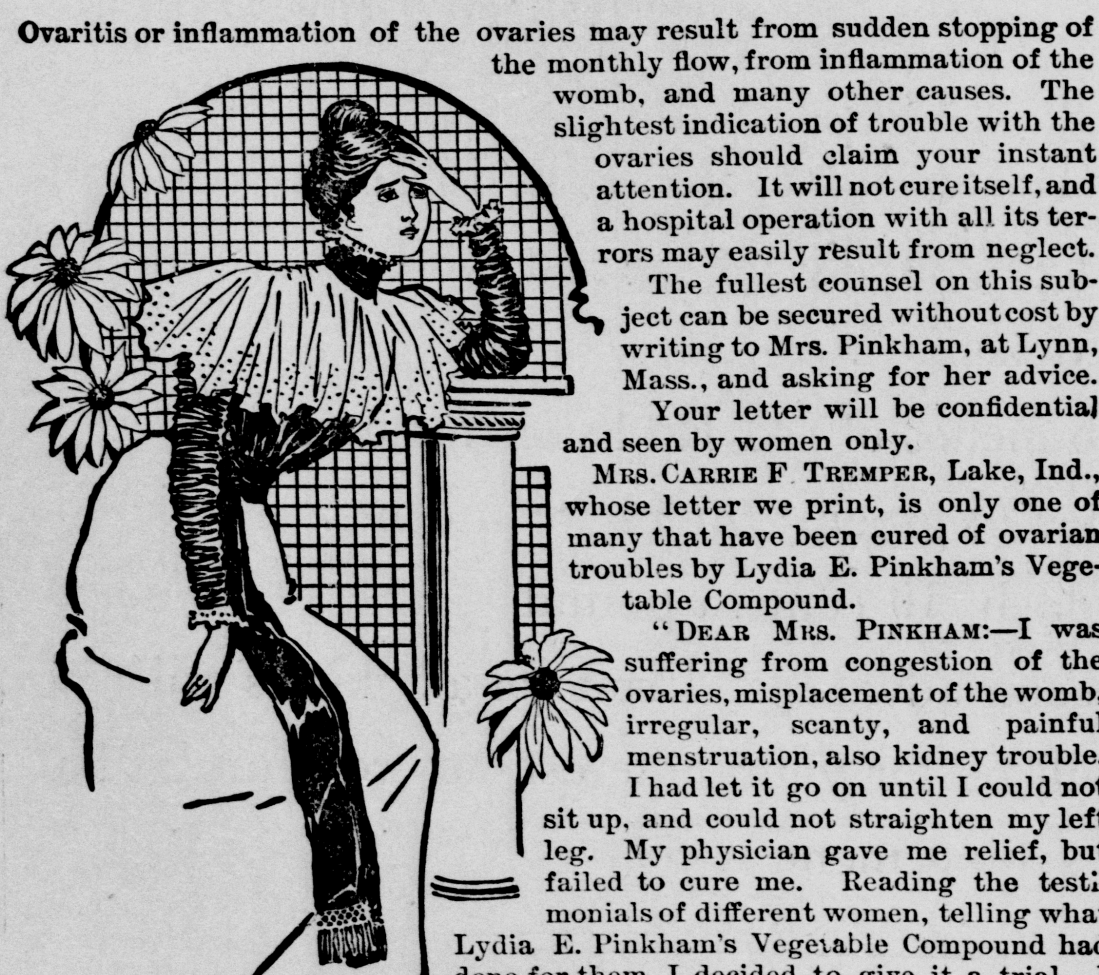 Ovaritis or inflammation of the ovaries may result from sudden stopping of
the monthly flow, from inflammation of the
womb, and many other causes. The
slightest indication of trouble with the
ovaries should claim your instant
attention. It will not cure itself, and
a hospital operation with all its ter-
rors may easily result from neglect.
The fullest counsel on this sub-
ject can be secured without cost by
writing to Mrs. Pinkham, at Lynn,
Mass., and asking for her advice.
Your letter will be confidential
and seen by women only.
MRS. CARRIE F. TREMPER, Lake, Ind.,
whose letter we print, is only one of
many that have been cured of ovarian
troubles by Lydia E. Pinkham's Vege-
table Compound.
"DEAR MRS. PINKHAM:—I was
suffering from congestion of the
ovaries, misplacement of the womb,
irregular, scanty, and painful
menstruation, also kidney trouble.
I had let it go on until I could not
sit up, and could not straighten my left
leg. My physician gave me relief, but
failed to cure me. Reading the testi
monials of different women, telling what
Lydia E. Pinkham's Vegetable Compound had
done for them, I decided to give it a trial.